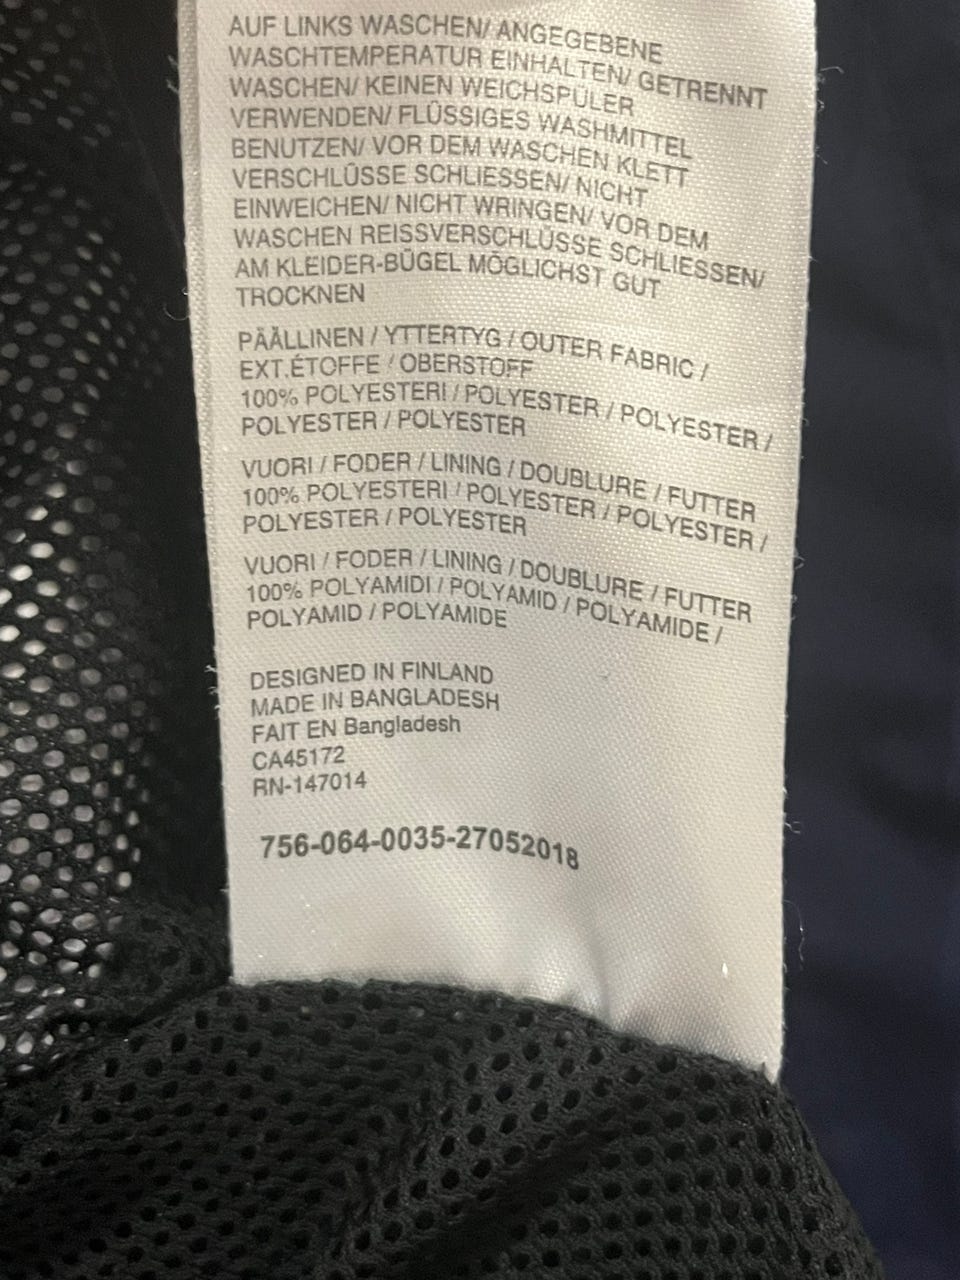 AUF LINKS WASCHEN/ ANGEGEBENE
WASCHTEMPERATUR EINHALTEN/ GETRENNT
WASCHEN/ KEINEN WEICHSPÜLER
VERWENDEN/ FLÜSSIGES WASHMITTEL
BENUTZEN/ VOR DEM WASCHEN KLETT
VERSCHLÜSSE SCHLIESSEN/ NICHT
EINWEICHEN/ NICHT WRINGEN/ VOR DEM
WASCHEN REISSVERSCHLÜSSE SCHLIESSEN/
AM KLEIDER-BÜGEL MÖGLICHST GUT
TROCKNEN
PÄÄLLINEN / YTTERTYG / OUTER FABRIC /
EXT.ÉTOFFE / OBERSTOFF
100% POLYESTERI / POLYESTER / POLYESTER /
POLYESTER / POLYESTER
VUORI / FODER / LINING / DOUBLURE / FUTTER
100% POLYESTERI / POLYESTER / POLYESTER /
POLYESTER / POLYESTER
VUORI / FODER / LINING / DOUBLURE / FUTTER
100% POLYAMIDI / POLYAMID / POLYAMIDE /
POLYAMID / POLYAMIDE
DESIGNED IN FINLAND
MADE IN BANGLADESH
FAIT EN Bangladesh
CA45172
RN-147014
756-064-0035-27052018